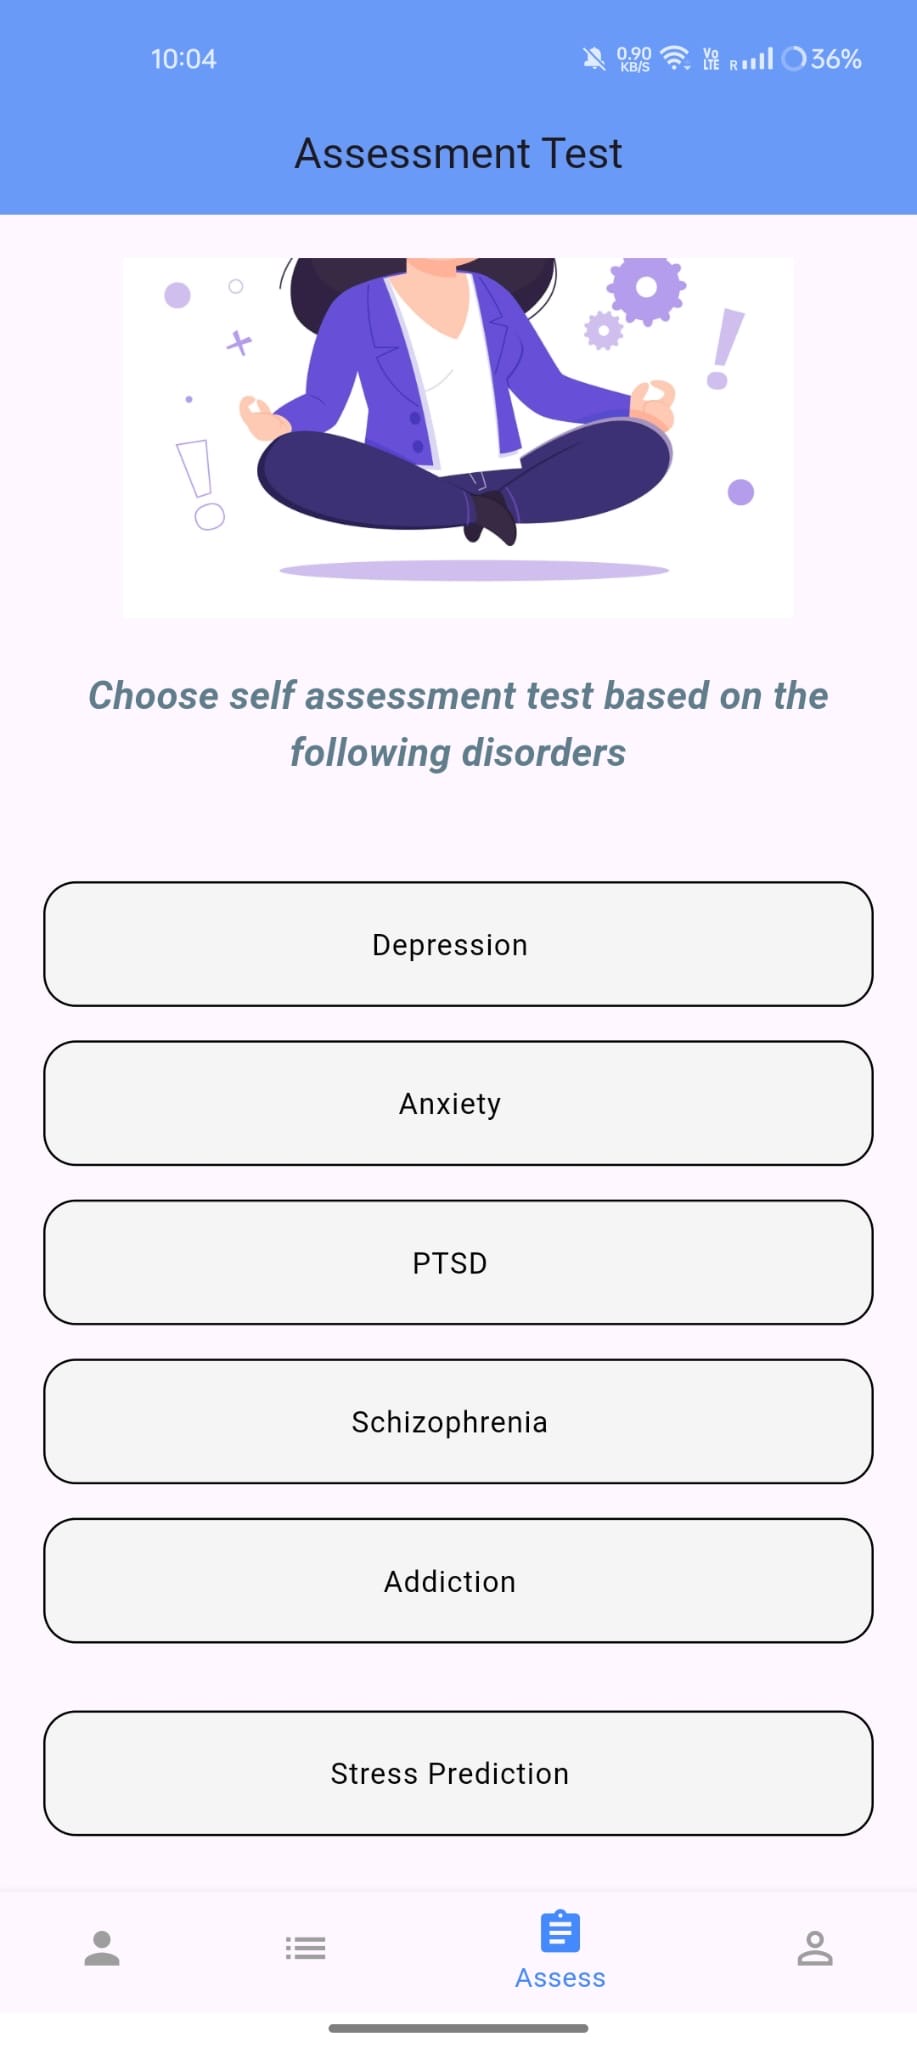 10:04
0.90
KB/S
Vo
LTE
R
36%
Assessment Test
Choose self assessment test based on the
following disorders
Depression
Anxiety
PTSD
Schizophrenia
Addiction
Stress Prediction
Assess